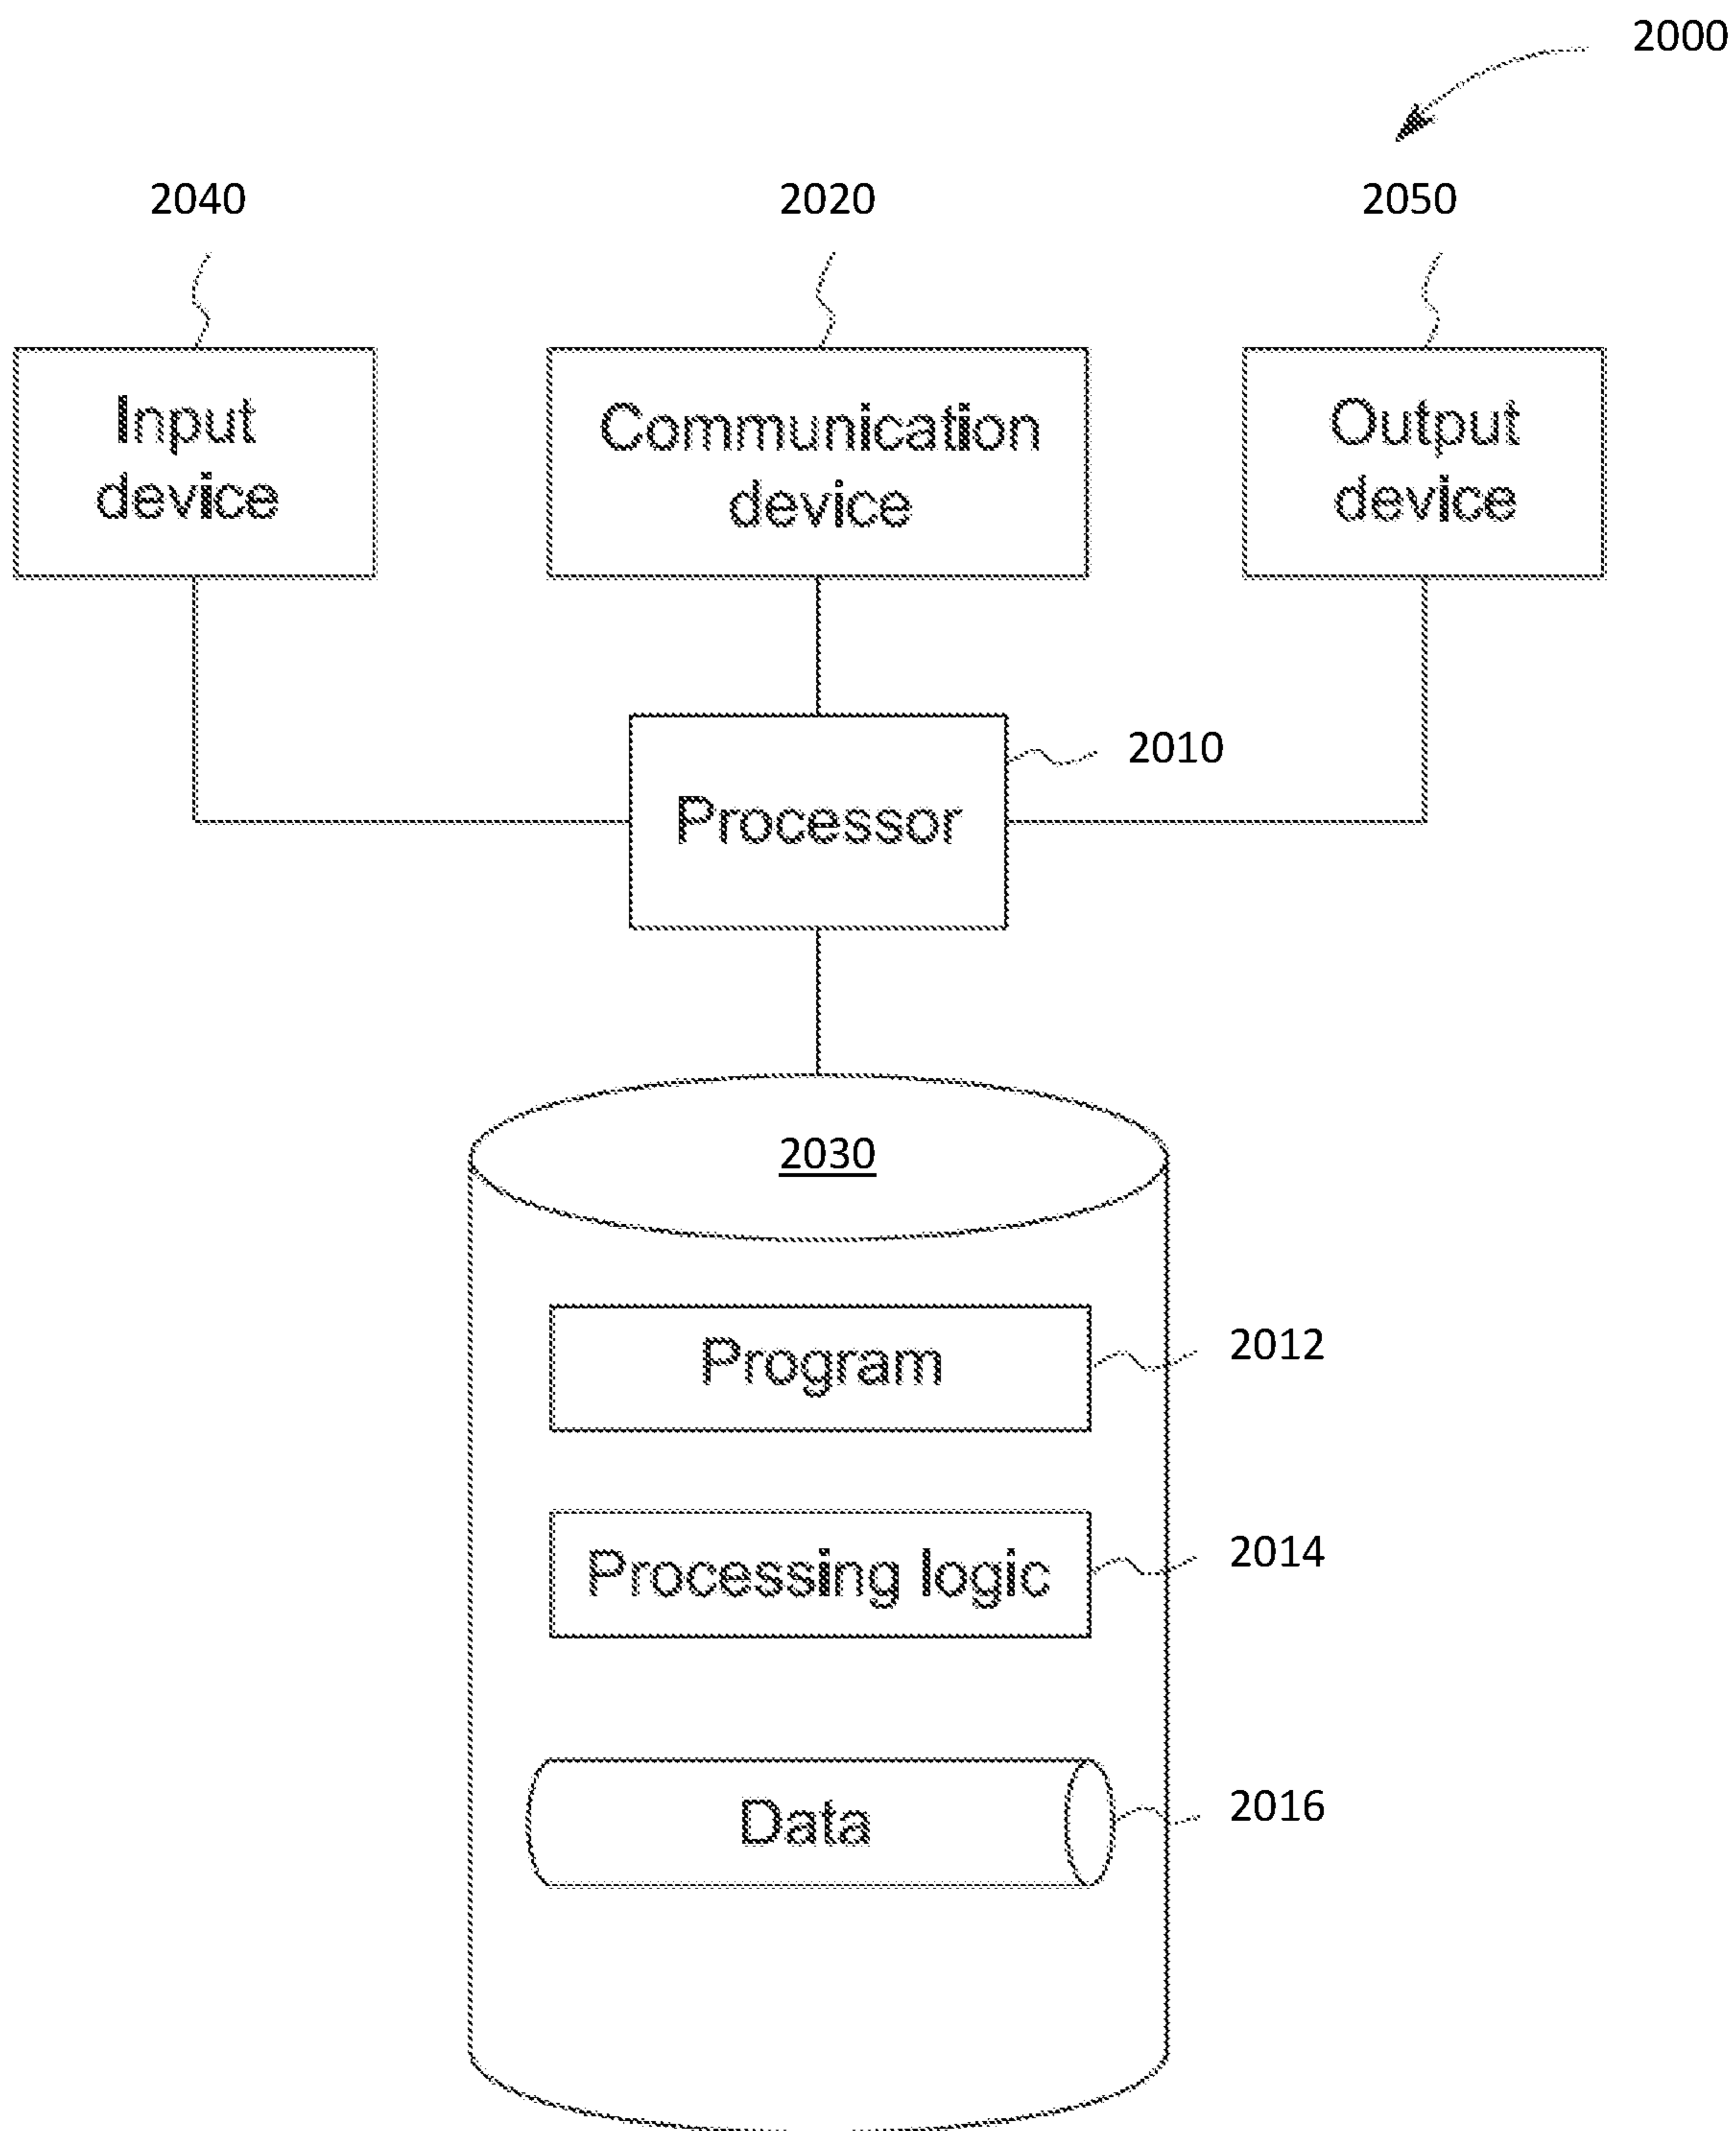 2000
2040
2020
2050
Input
device
Communication
device
Output
device
2010
Processor
2030
Program
2012
Processing logic
2014
Data
2016